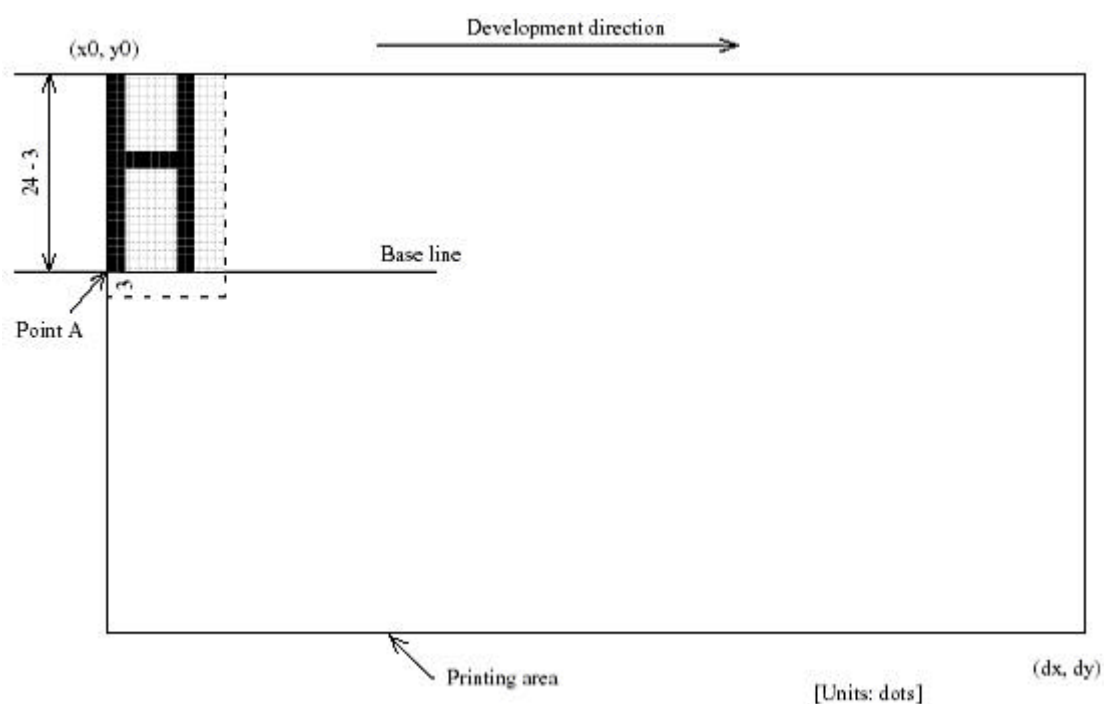 Development direction
(x0, y0)
24 - 3
Base line
3
Point A
Printing area
(dx, dy)
[Units: dots]